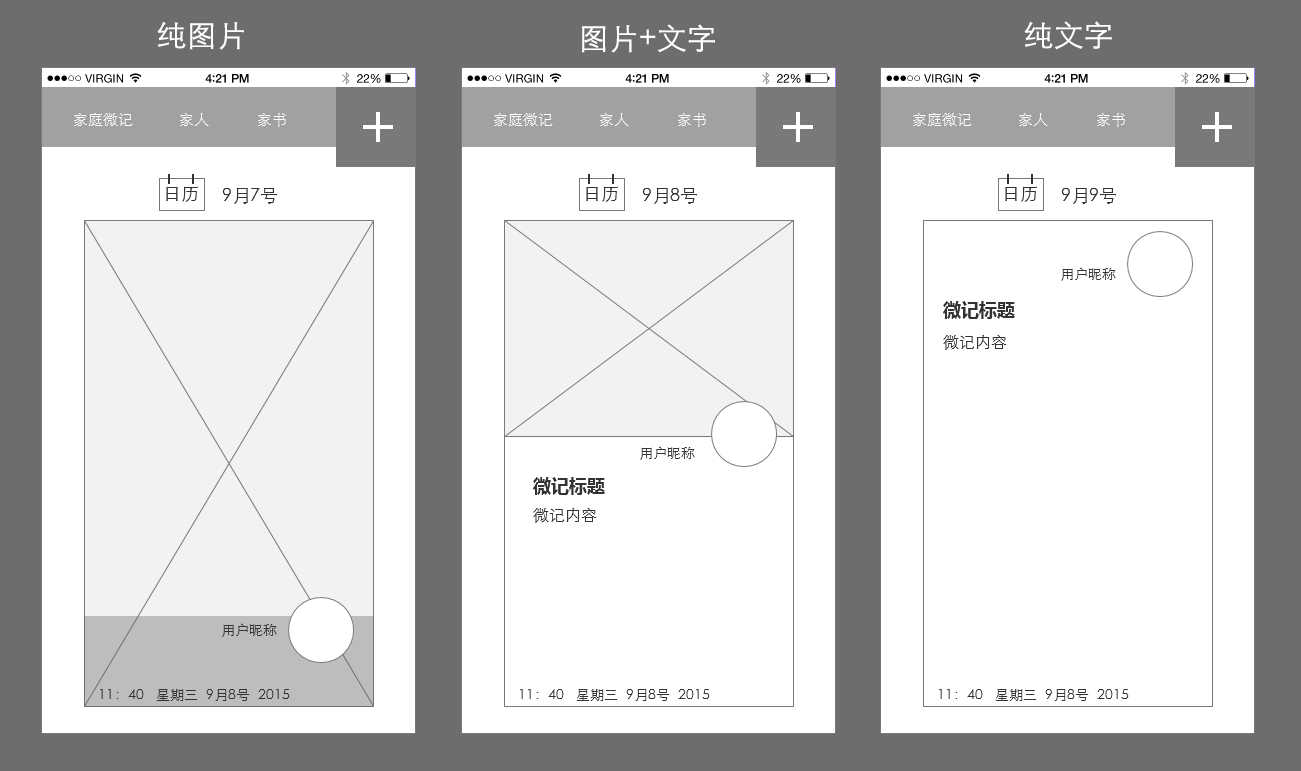 纯图片
VIRGIN 4:21 PM 22%
家庭微记 家人 家书
日历 9月7号
用户昵称
11: 40 星期三 9月8号 2015
图片+文字
VIRGIN 4:21 PM 22%
家庭微记 家人 家书
日历 9月8号
用户昵称
微记标题
微记内容
11: 40 星期三 9月8号 2015
纯文字
VIRGIN 4:21 PM 22%
家庭微记 家人 家书
日历 9月9号
用户昵称
微记标题
微记内容
11: 40 星期三 9月8号 2015